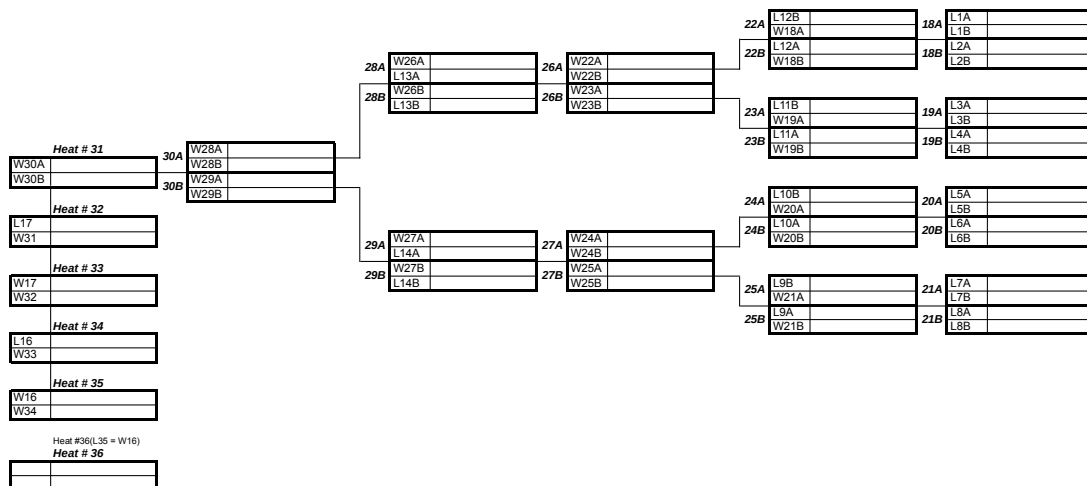 22A L12B 18A L1A
W18A L1B
22B L12A 18B L2A
W18B L2B
28A W26A 26A W22A
L13A W22B
28B W26B 26B W23A
L13B W23B
23A L11B 19A L3A
W19A L3B
23B L11A 19B L4A
W19B L4B
Heat # 31 30A W28A
W30A W28B
W30B 30B W29A
W29B
24A L10B 20A L5A
W20A L5B
24B L10A 20B L6A
W20B L6B
Heat # 32
L17
W31
29A W27A 27A W24A
L14A W24B
29B W27B 27B W25A
L14B W25B
Heat # 33
W17
W32
25A L9B 21A L7A
W21A L7B
25B L9A 21B L8A
W21B L8B
Heat # 34
L16
W33
Heat # 35
W16
W34
Heat #36(L35 = W16)
Heat # 36